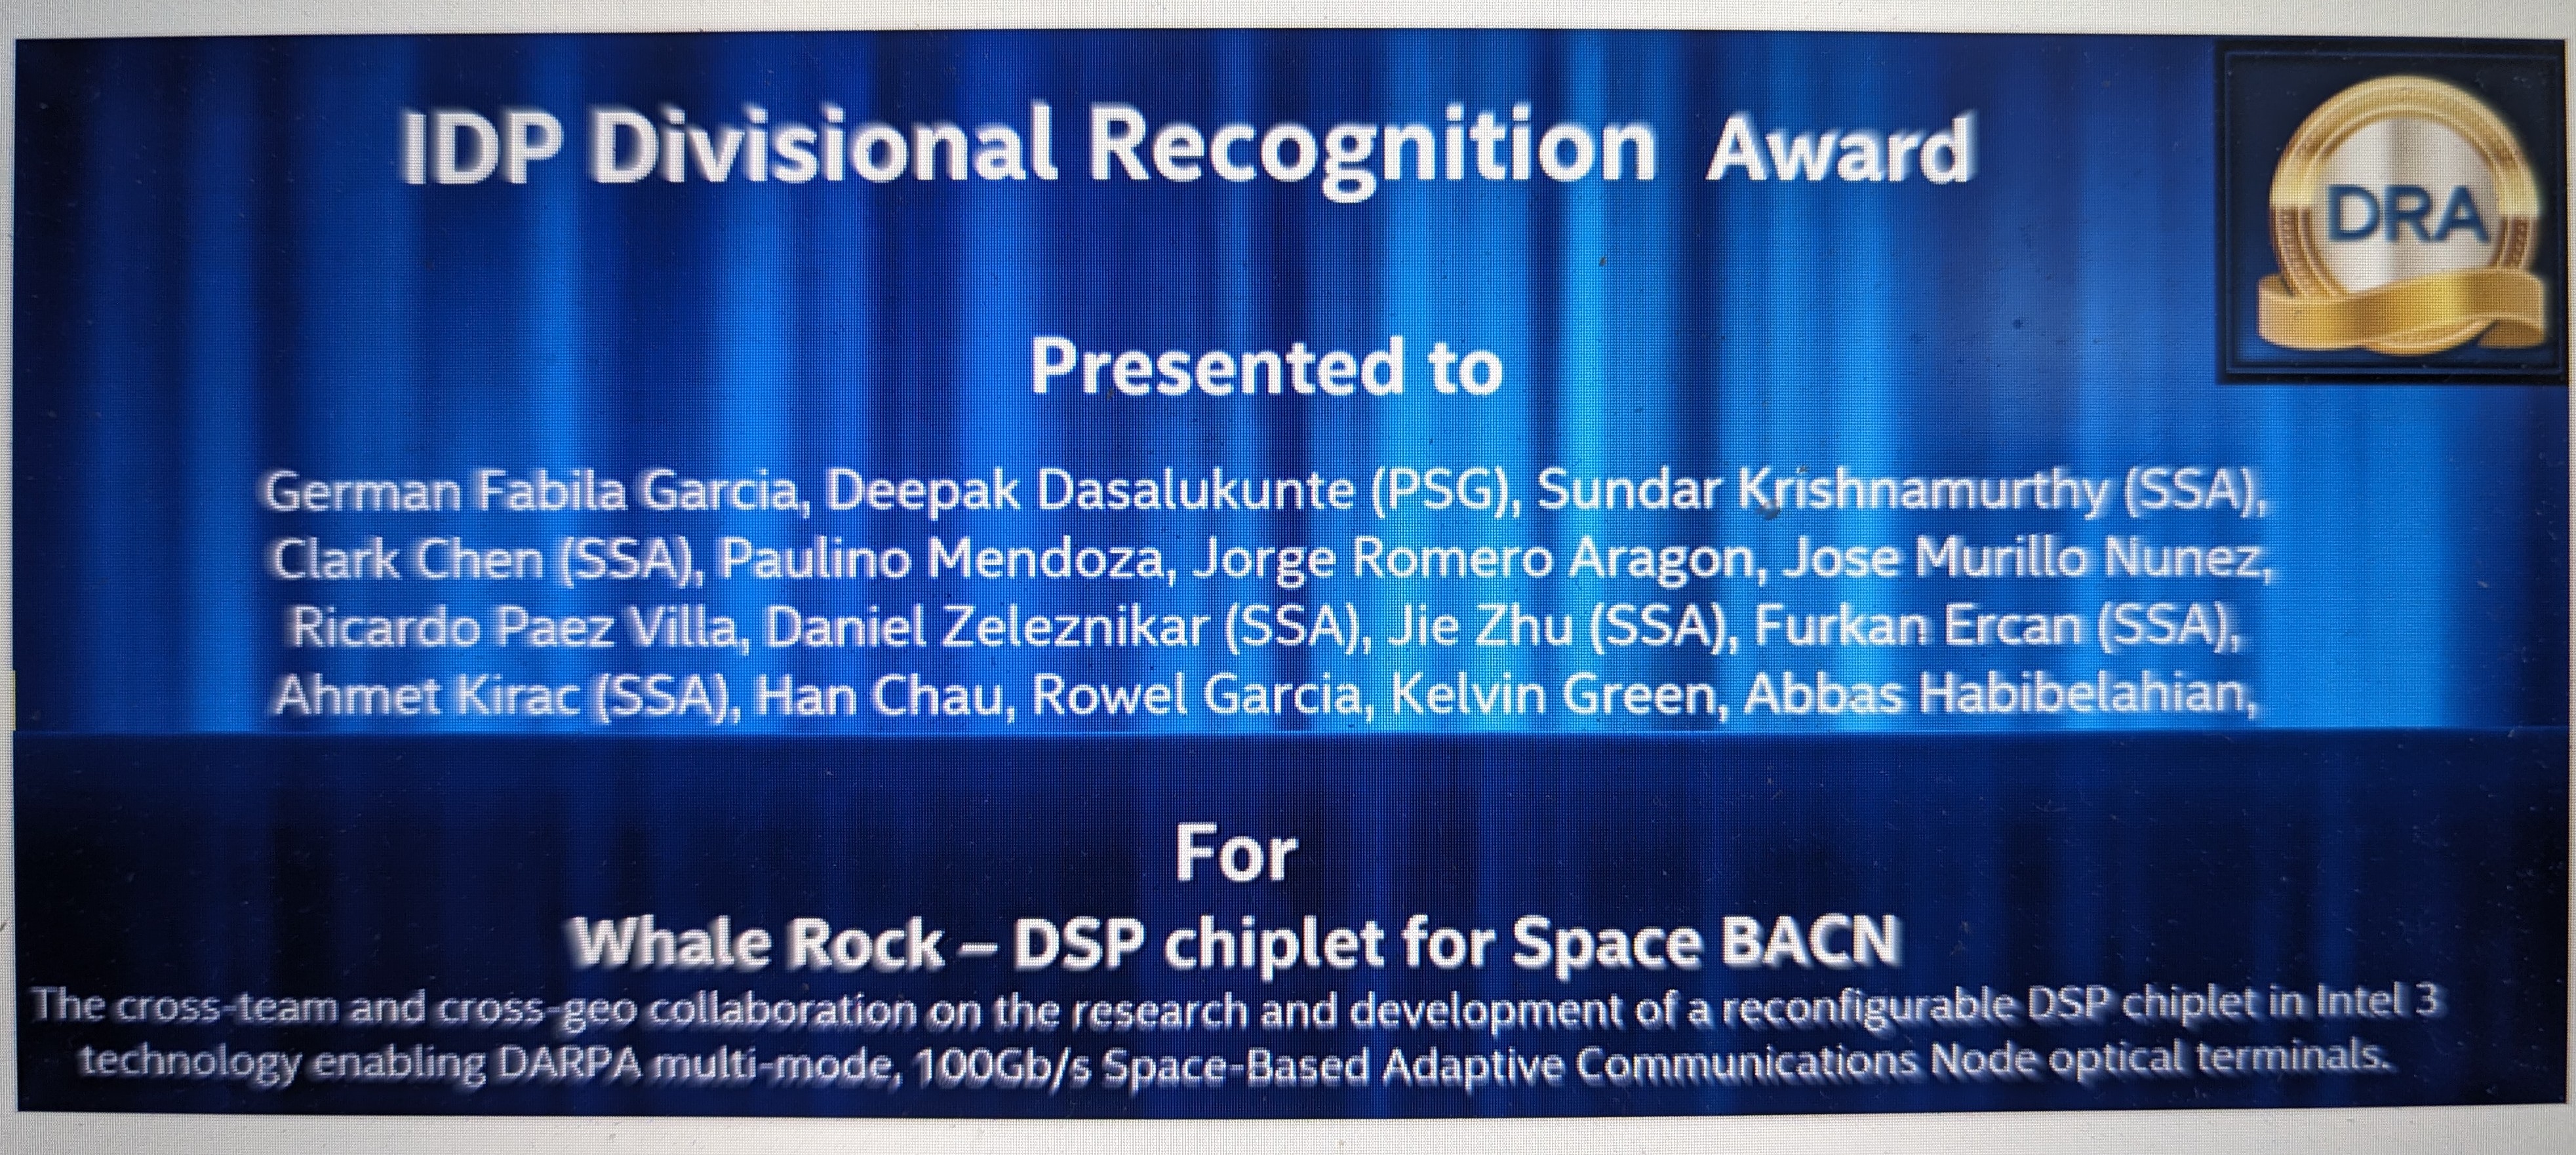 IDP Divisional Recognition Award
DRA
Presented to
German Fabila Garcia, Deepak Dasalukunte (PSG), Sundar Krishnamurthy (SSA),
Clark Chen (SSA), Paulino Mendoza, Jorge Romero Aragon, Jose Murillo Nunez,
Ricardo Paez Villa, Daniel Zeleznikar (SSA), Jie Zhu (SSA), Furkan Ercan (SSA),
Ahmet Kirac (SSA), Han Chau, Rowel Garcia, Kelvin Green, Abbas Habibelahian,
For
Whale Rock – DSP chiplet for Space BACN
The cross-team and cross-geo collaboration on the research and development of a reconfigurable DSP chiplet in Intel 3
technology enabling DARPA multi-mode, 100Gb/s Space-Based Adaptive Communications Node optical terminals.